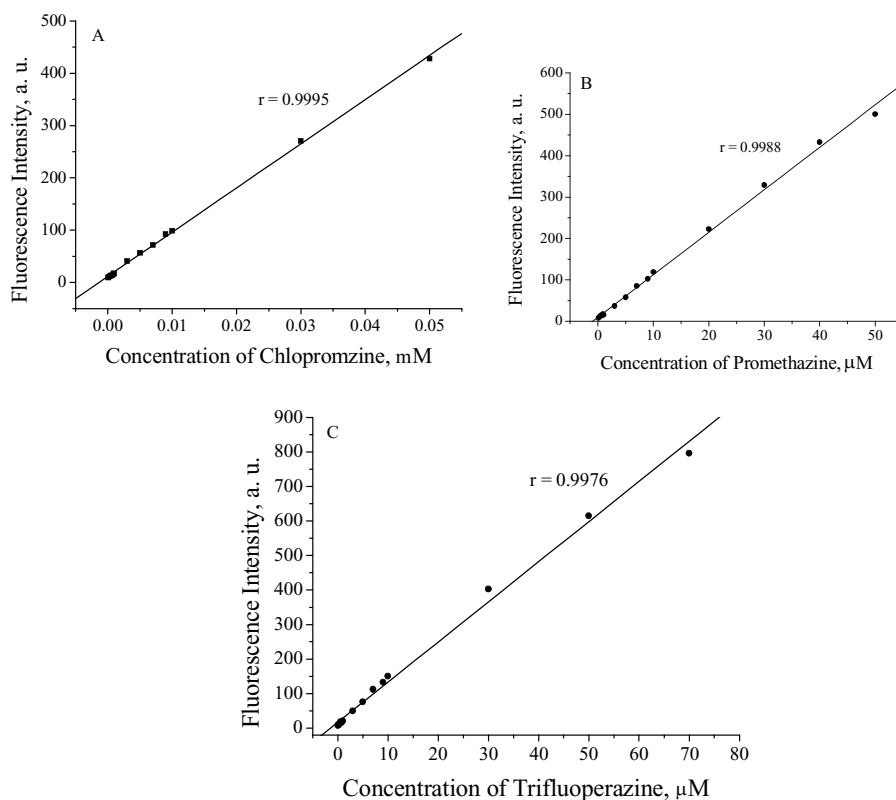 A
r = 0.9995
Fluorescence Intensity, a. u.
500
400
300
200
100
0
0.00 0.01 0.02 0.03 0.04 0.05
Concentration of Chlopromzine, mM
B
r = 0.9988
Fluorescence Intensity, a. u.
600
500
400
300
200
100
0
0 10 20 30 40 50
Concentration of Promethazine, μM
C
r = 0.9976
Fluorescence Intensity, a. u.
900
800
700
600
500
400
300
200
100
0
0 10 20 30 40 50 60 70 80
Concentration of Trifluoperazine, μM